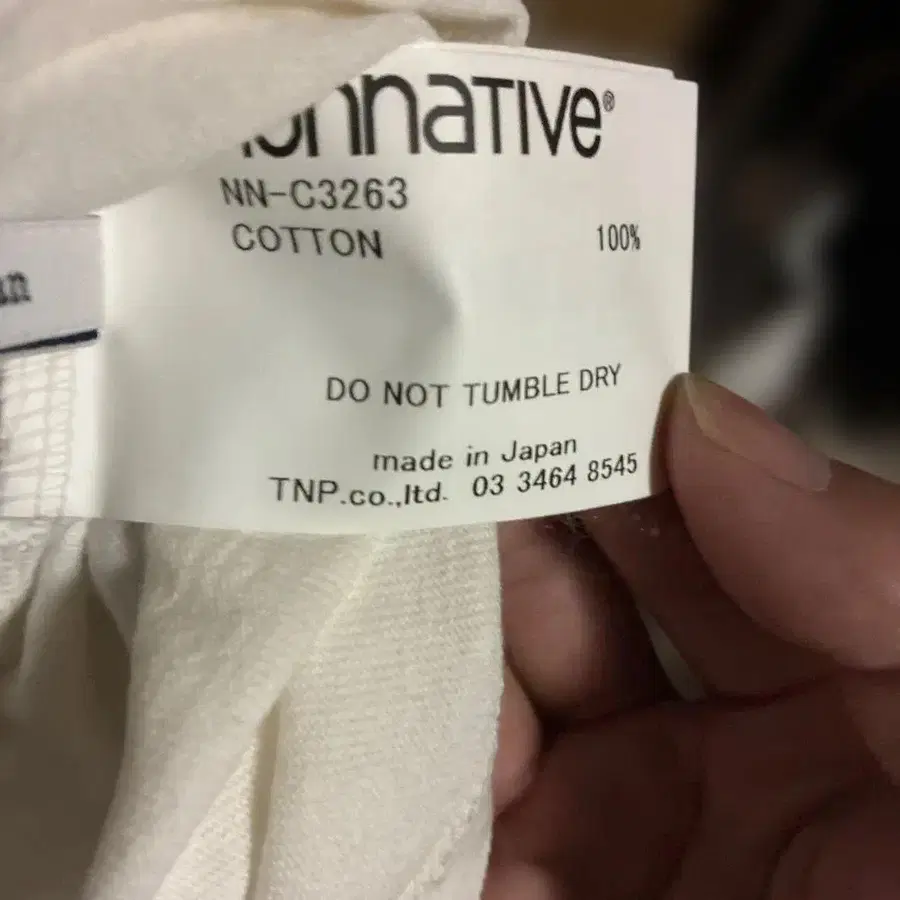 nonnaTIVe®
NN-C3263
COTTON 100%
DO NOT TUMBLE DRY
made in Japan
TNP.co.,ltd. 03 3464 8545